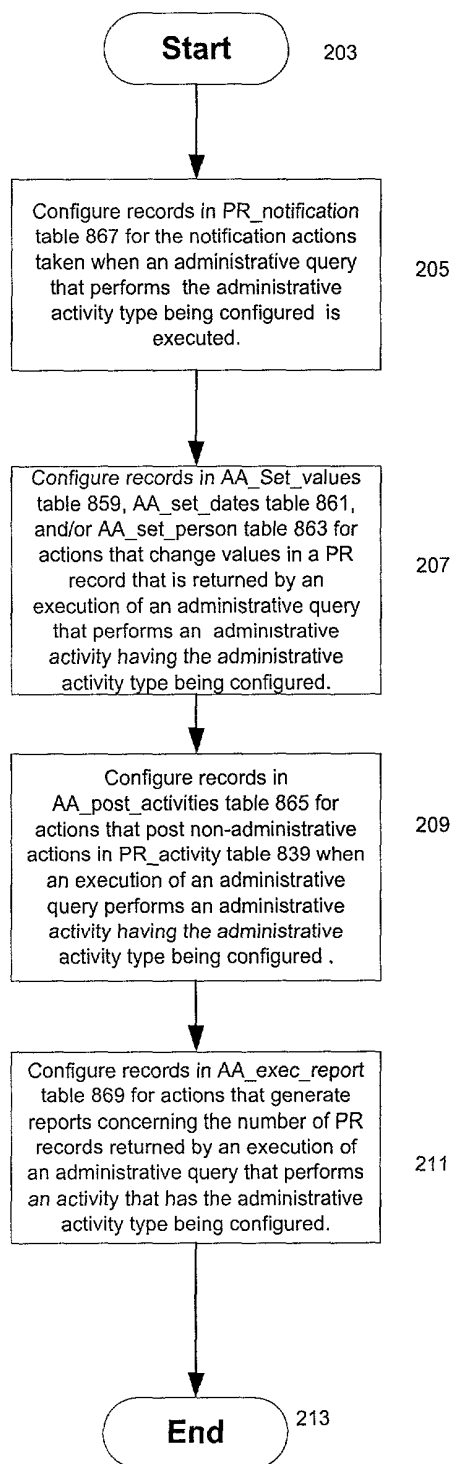 Start
203
Configure records in PR_notification
table 867 for the notification actions
taken when an administrative query
that performs the administrative
activity type being configured is
executed.
205
Configure records in AA_Set_values
table 859, AA_set_dates table 861,
and/or AA_set_person table 863 for
actions that change values in a PR
record that is returned by an
execution of an administrative query
that performs an administrative
activity having the administrative
activity type being configured.
207
Configure records in
AA_post_activities table 865 for
actions that post non-administrative
actions in PR_activity table 839 when
an execution of an administrative
query performs an administrative
activity having the administrative
activity type being configured .
209
Configure records in AA_exec_report
table 869 for actions that generate
reports concerning the number of PR
records returned by an execution of
an administrative query that performs
an activity that has the administrative
activity type being configured.
211
End
213